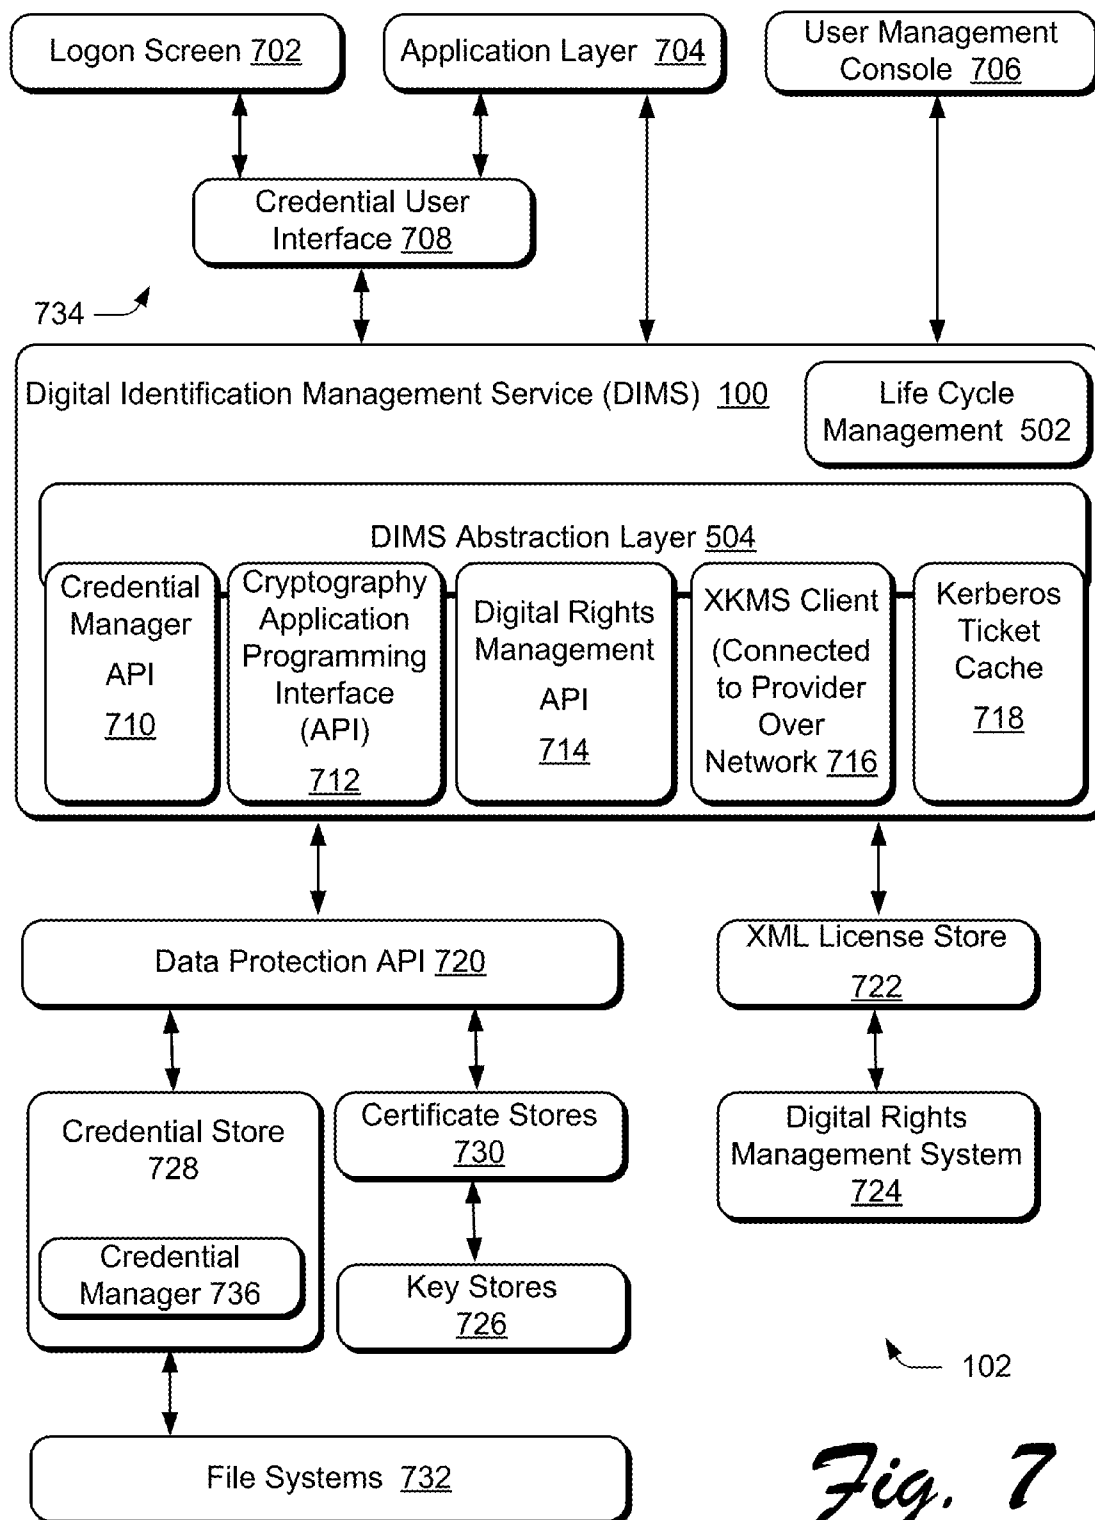 Logon Screen 702
Application Layer 704
User Management
Console 706
Credential User
Interface 708
734
Digital Identification Management Service (DIMS) 100
Life Cycle
Management 502
DIMS Abstraction Layer 504
Credential
Manager
API
710
Cryptography
Application
Programming
Interface
(API)
712
Digital Rights
Management
API
714
XKMS Client
(Connected
to Provider
Over
Network 716
Kerberos
Ticket
Cache
718
Data Protection API 720
XML License Store
722
Credential Store
728
Credential
Manager 736
Certificate Stores
730
Digital Rights
Management System
724
Key Stores
726
102
File Systems 732
Fig. 7